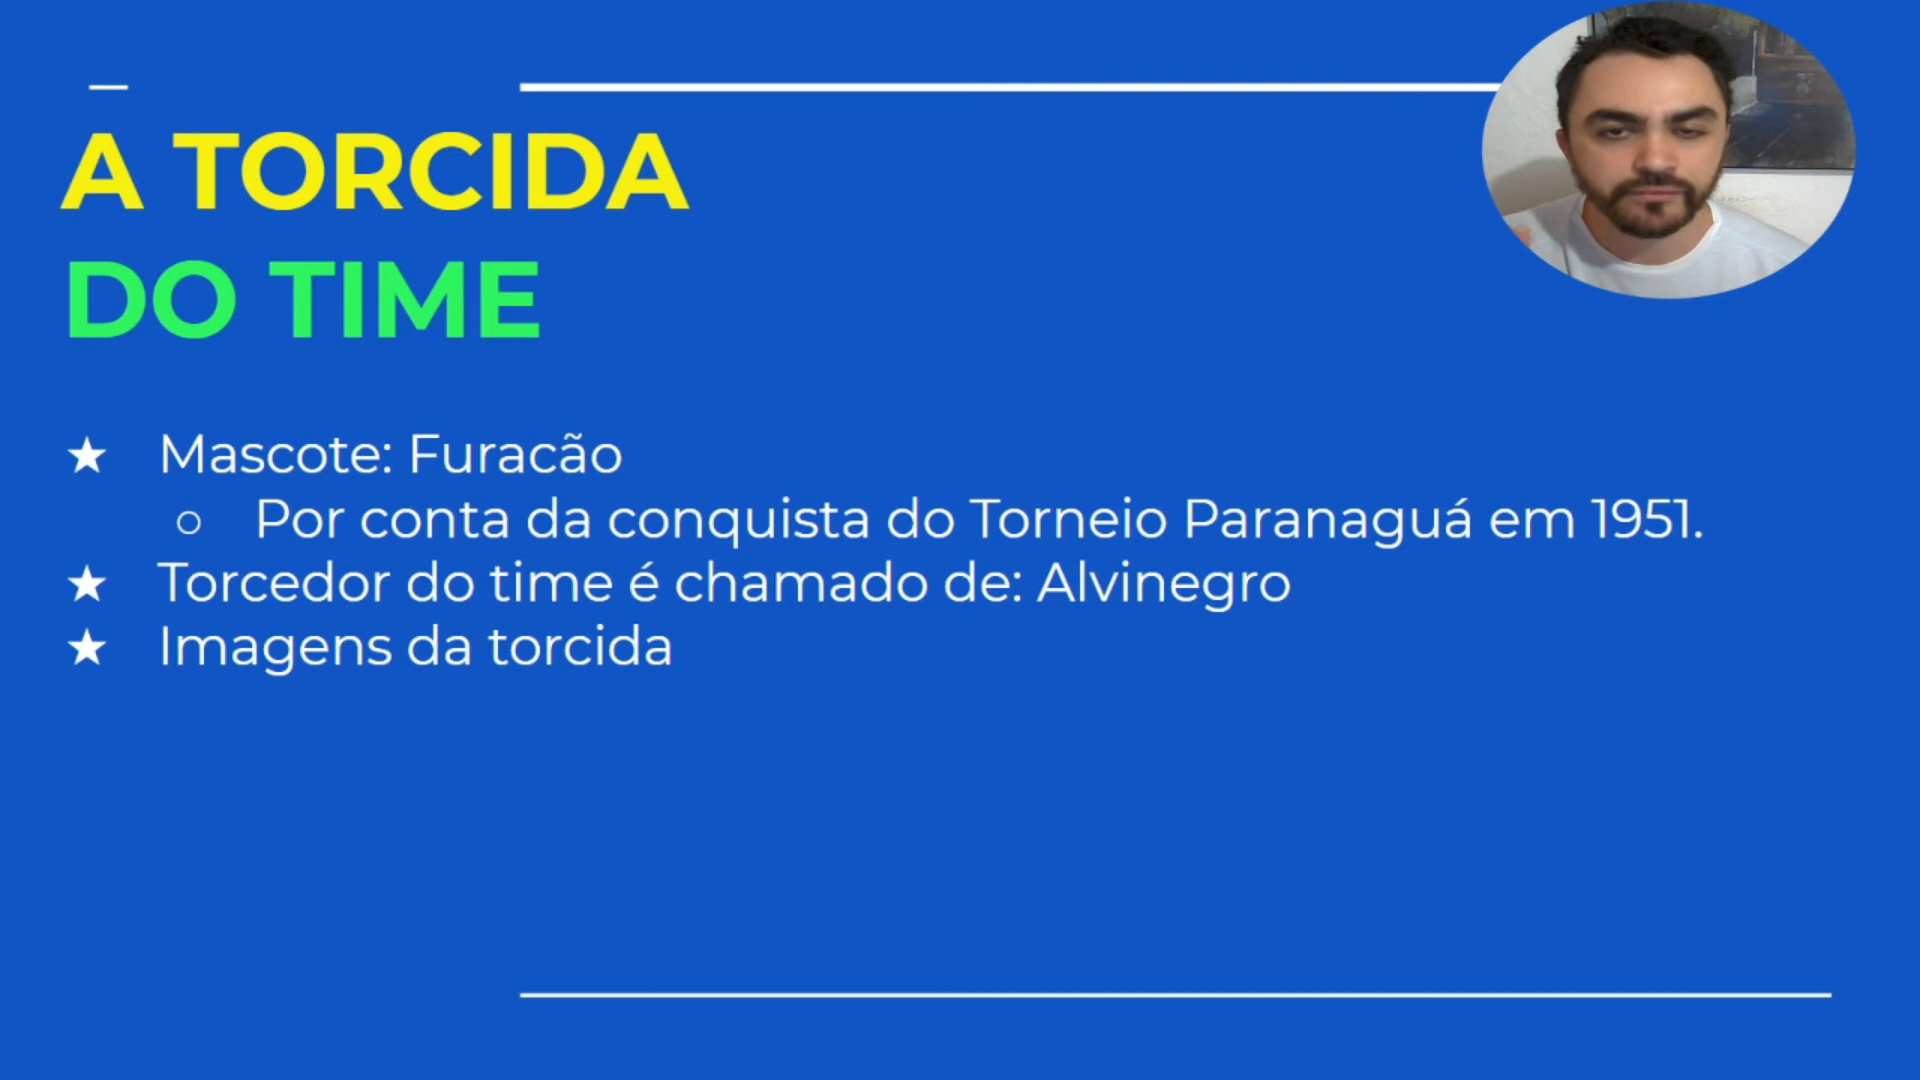 A TORCIDA
DO TIME
★ Mascote: Furacão
○ Por conta da conquista do Torneio Paranaguá em 1951.
★ Torcedor do time é chamado de: Alvinegro
★ Imagens da torcida